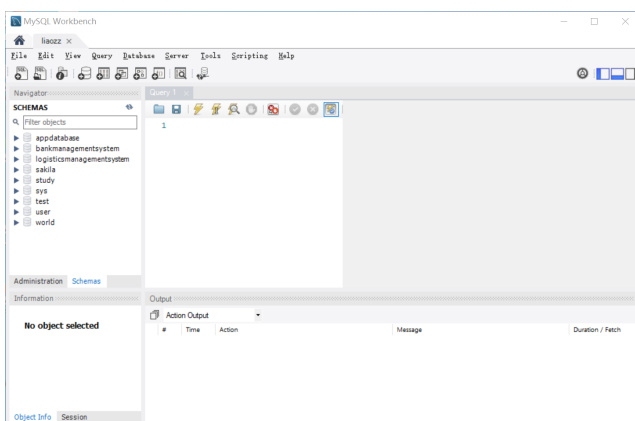 MySQL Workbench
liaozz ×
File Edit View Query Database Server Tools Scripting Help
Navigator
Query 1 ×
SCHEMAS
Filter objects
1
appdatabase
bankmanagementsystem
logisticsmanagementsystem
sakila
study
sys
test
user
world
Administration Schemas
Information
Output
Action Output
# Time Action Message Duration / Fetch
No object selected
Object Info Session